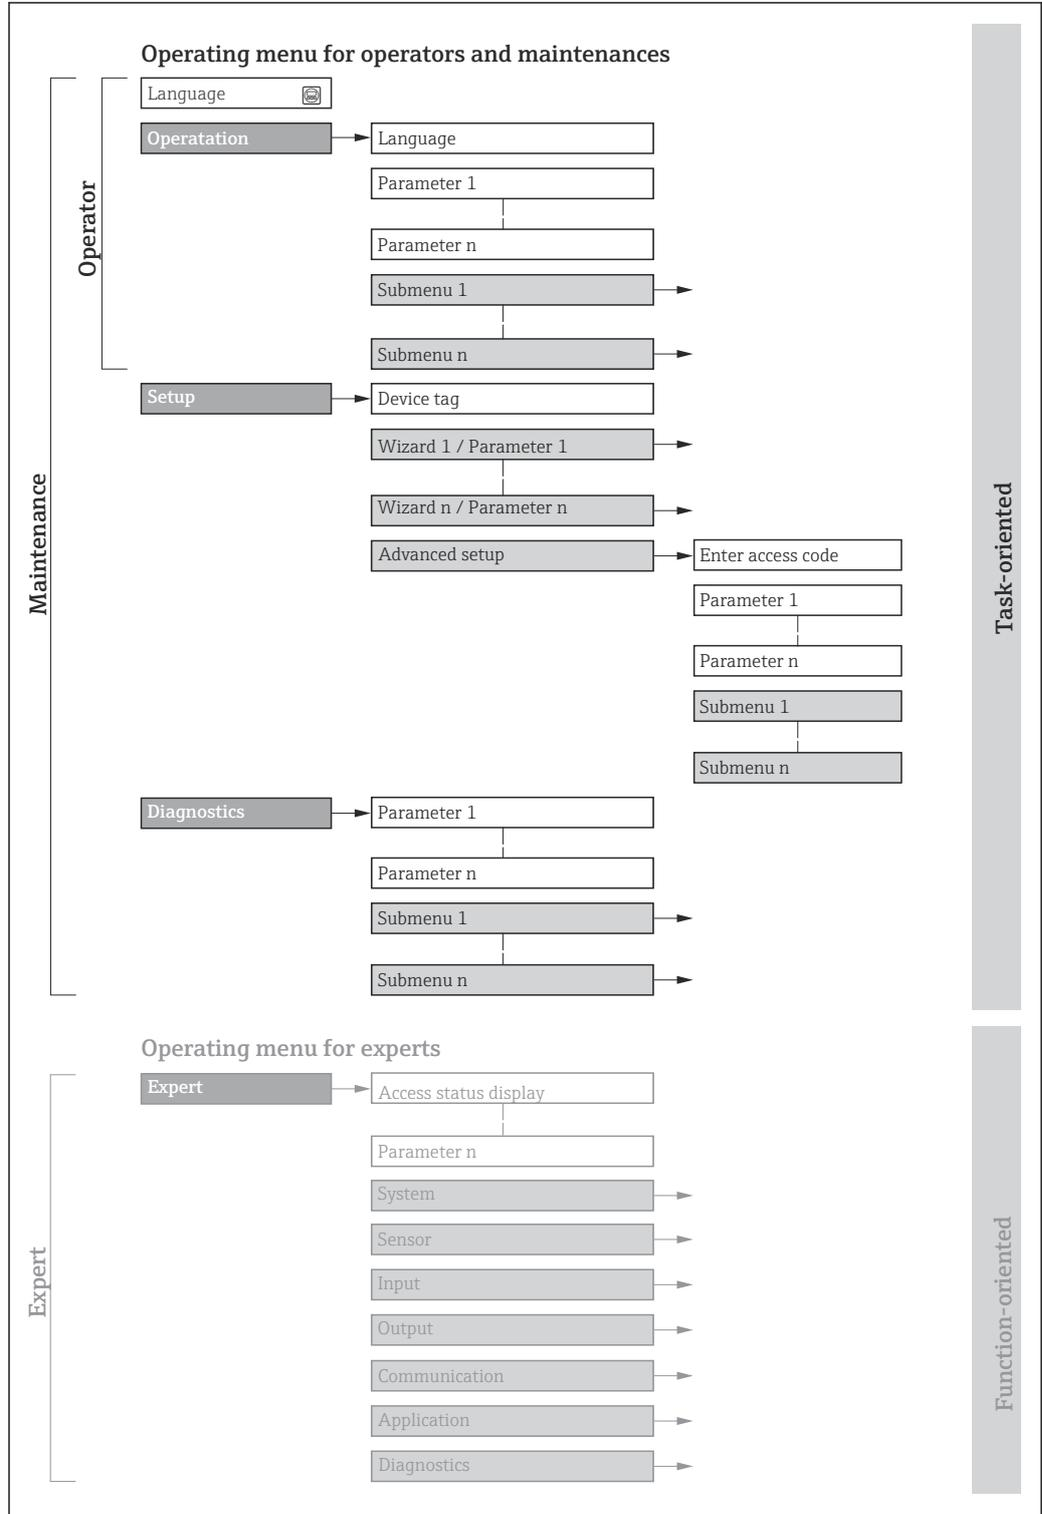 Operating menu for operators and maintenances
Language
Operatation
Language
Parameter 1
Parameter n
Submenu 1
Submenu n
Operator
Setup
Device tag
Wizard 1 / Parameter 1
Wizard n / Parameter n
Advanced setup
Enter access code
Parameter 1
Parameter n
Submenu 1
Submenu n
Maintenance
Task-oriented
Diagnostics
Parameter 1
Parameter n
Submenu 1
Submenu n
Operating menu for experts
Expert
Access status display
Parameter n
System
Sensor
Input
Output
Communication
Application
Diagnostics
Expert
Function-oriented